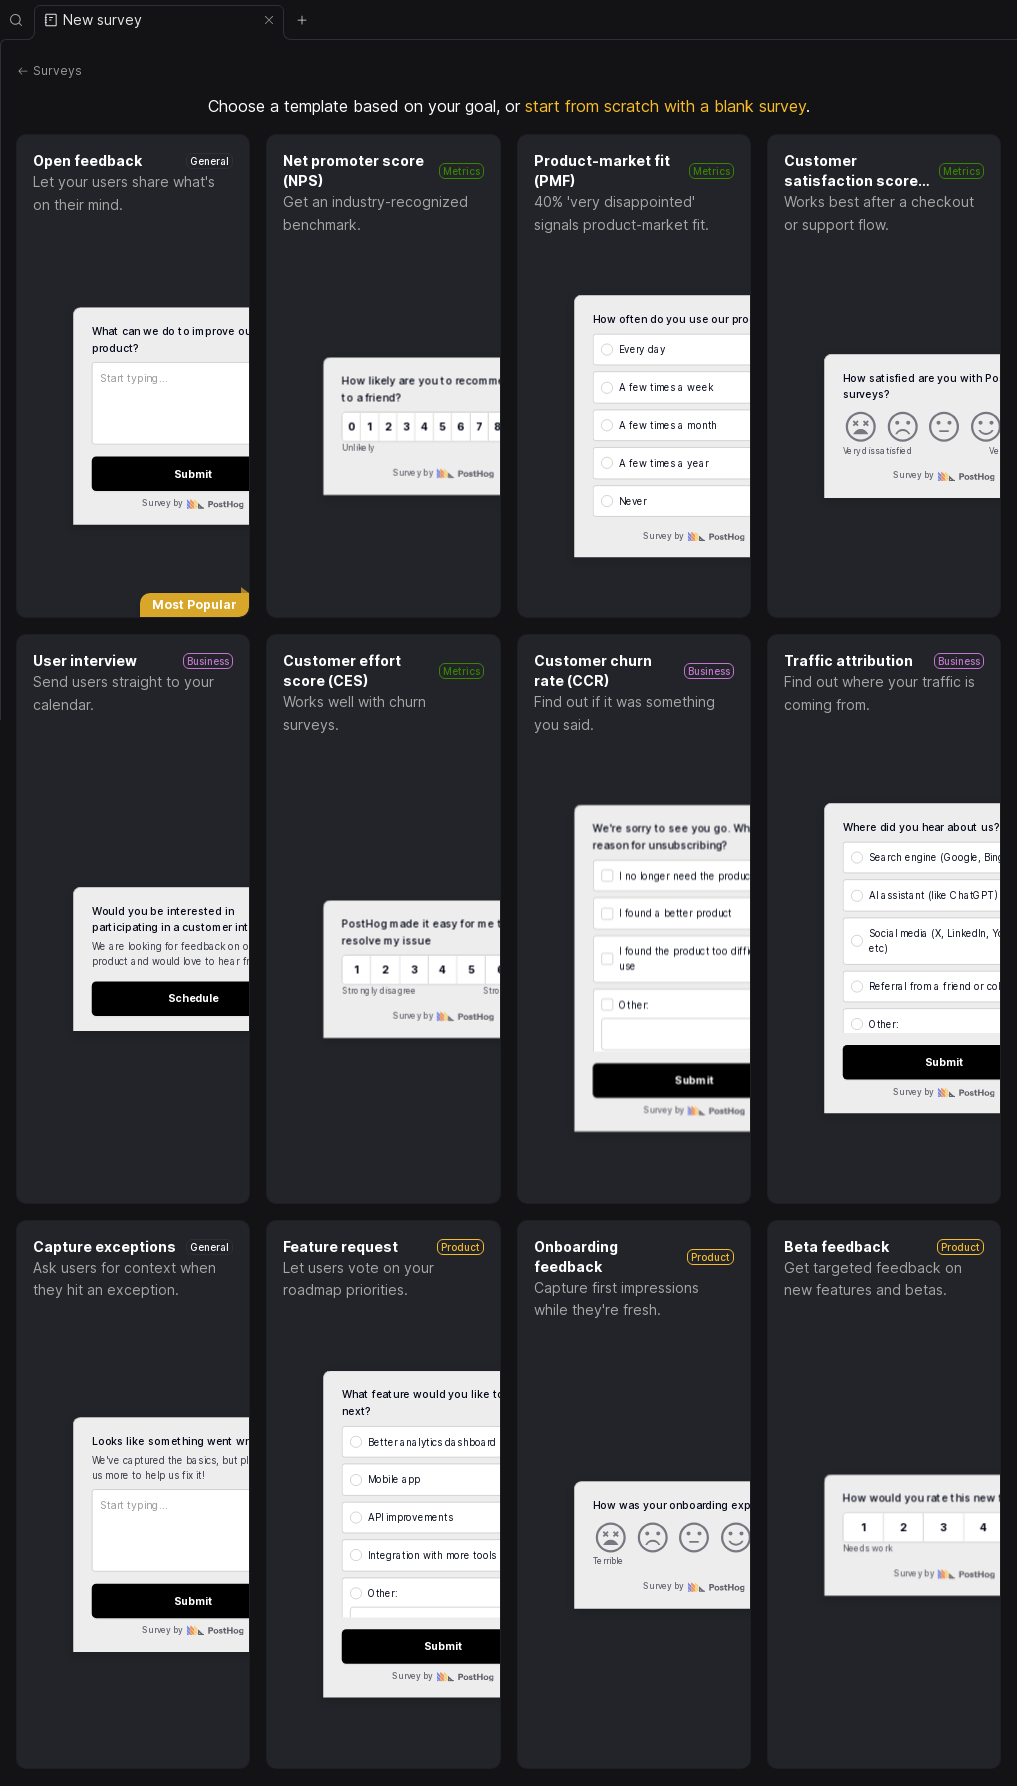 New survey
Surveys
Choose a template based on your goal, or start from scratch with a blank survey.
Open feedback
General
Let your users share what's
on their mind.
What can we do to improve ou
product?
Start typing...
Submit
Survey by PostHog
Most Popular
Net promoter score
(NPS)
Metrics
Get an industry-recognized
benchmark.
How likely are you to recomme
to a friend?
0 1 2 3 4 5 6 7 8
Unlikely
Survey by PostHog
Product-market fit
(PMF)
Metrics
40% 'very disappointed'
signals product-market fit.
How often do you use our pro
Every day
A few times a week
A few times a month
A few times a year
Never
Survey by PostHog
Customer
satisfaction score...
Metrics
Works best after a checkout
or support flow.
How satisfied are you with Po
surveys?
Very dissatisfied
Ve
Survey by PostHog
User interview
Business
Send users straight to your
calendar.
Would you be interested in
participating in a customer int
We are looking for feedback on o
product and would love to hear fr
Schedule
Customer effort
score (CES)
Metrics
Works well with churn
surveys.
PostHog made it easy for me t
resolve my issue
1 2 3 4 5 6
Strongly disagree
Stro
Survey by PostHog
Customer churn
rate (CCR)
Business
Find out if it was something
you said.
We're sorry to see you go. Wh
reason for unsubscribing?
I no longer need the produc
I found a better product
I found the product too diffi
use
Other:
Submit
Survey by PostHog
Traffic attribution
Business
Find out where your traffic is
coming from.
Where did you hear about us?
Search engine (Google, Bing
AI assistant (like ChatGPT)
Social media (X, LinkedIn, Yo
etc)
Referral from a friend or col
Other:
Submit
Survey by PostHog
Capture exceptions
General
Ask users for context when
they hit an exception.
Looks like something went wr
We've captured the basics, but pl
us more to help us fix it!
Start typing...
Submit
Survey by PostHog
Feature request
Product
Let users vote on your
roadmap priorities.
What feature would you like to
next?
Better analytics dashboard
Mobile app
API improvements
Integration with more tools
Other:
Submit
Survey by PostHog
Onboarding
feedback
Product
Capture first impressions
while they're fresh.
How was your onboarding exp
Terrible
Survey by PostHog
Beta feedback
Product
Get targeted feedback on
new features and betas.
How would you rate this new f
1 2 3 4
Needs work
Survey by PostHog